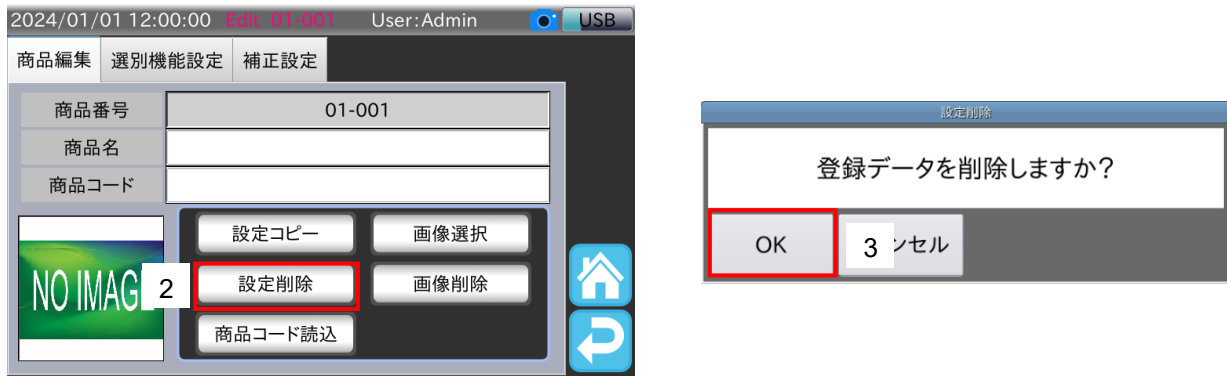 2024/01/01 12:00:00 Edit 01-001 User:Admin USB
商品編集 選別機能設定 補正設定
商品番号 01-001
商品名
商品コード
設定コピー 画像選択
NO IMAG 2 設定削除 画像削除
商品コード読込
設定削除
登録データを削除しますか?
OK 3 ンセル